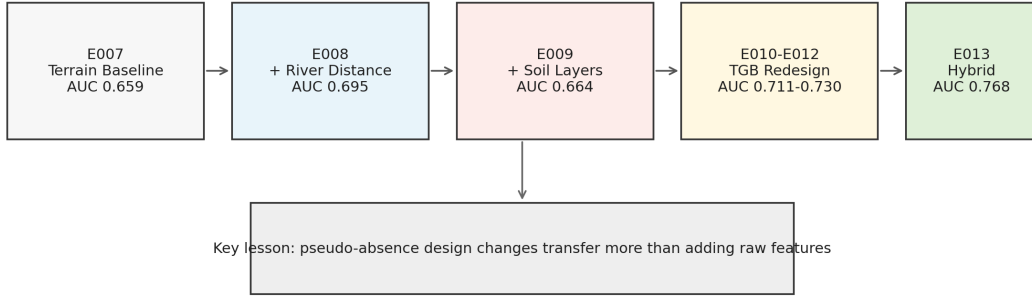 E007
Terrain Baseline
AUC 0.659
E008
+ River Distance
AUC 0.695
E009
+ Soil Layers
AUC 0.664
E010-E012
TGB Redesign
AUC 0.711-0.730
E013
Hybrid
AUC 0.768
Key lesson: pseudo-absence design changes transfer more than adding raw features